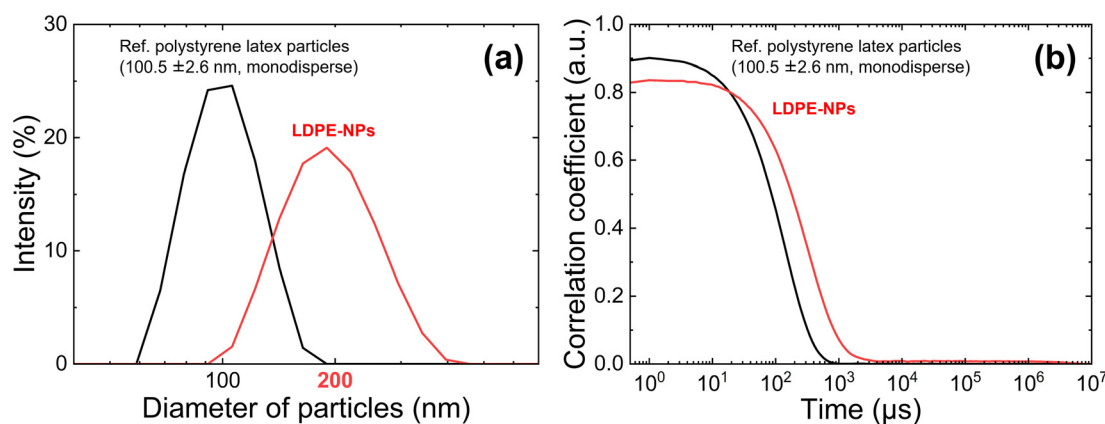 30
20
10
0
Intensity (%)
Ref. polystyrene latex particles
(100.5 ±2.6 nm, monodisperse)
(a)
LDPE-NPs
100
200
Diameter of particles (nm)
1.0
0.8
0.6
0.4
0.2
0.0
Correlation coefficient (a.u.)
Ref. polystyrene latex particles
(100.5 ±2.6 nm, monodisperse)
(b)
LDPE-NPs
10⁰ 10¹ 10² 10³ 10⁴ 10⁵ 10⁶ 10⁷
Time (µs)